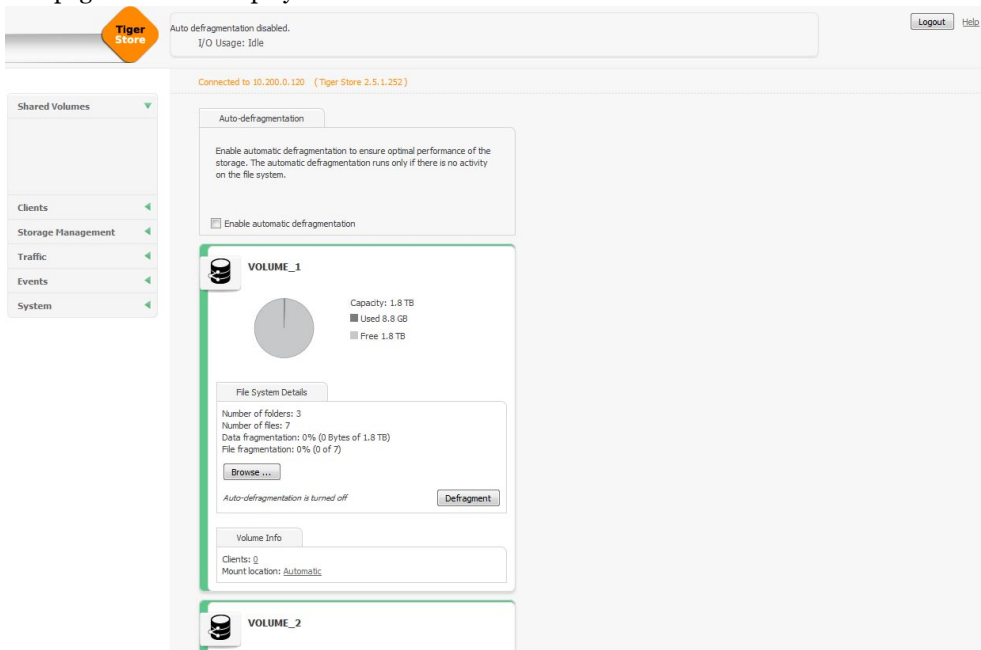 Tiger
Store
Auto defragmentation disabled.
I/O Usage: Idle
Logout Help
Connected to 10.200.0.120 ( Tiger Store 2.5.1.252 )
Shared Volumes
Clients
Storage Management
Traffic
Events
System
Auto-defragmentation
Enable automatic defragmentation to ensure optimal performance of the
storage. The automatic defragmentation runs only if there is no activity
on the file system.
Enable automatic defragmentation
VOLUME_1
Capacity: 1.8 TB
Used 8.8 GB
Free 1.8 TB
File System Details
Number of folders: 3
Number of files: 7
Data fragmentation: 0% (0 Bytes of 1.8 TB)
File fragmentation: 0% (0 of 7)
Browse ...
Auto-defragmentation is turned off
Defragment
Volume Info
Clients: 0
Mount location: Automatic
VOLUME_2